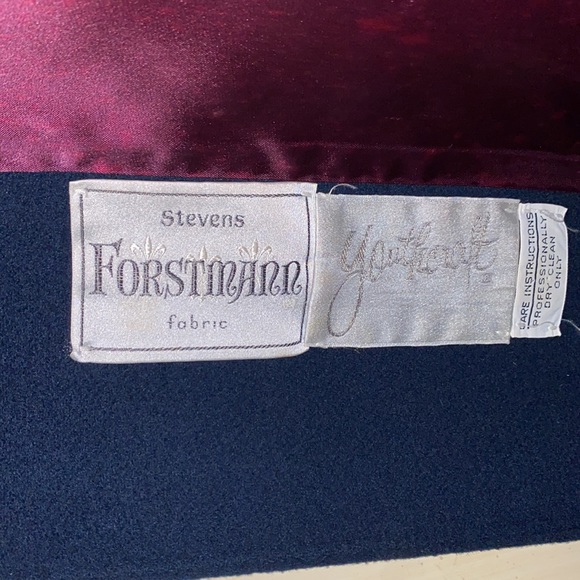 Stevens
FORSTMANN
fabric
Youthcraft
CARE INSTRUCTIONS
PROFESSIONALLY
DRY CLEAN
ONLY